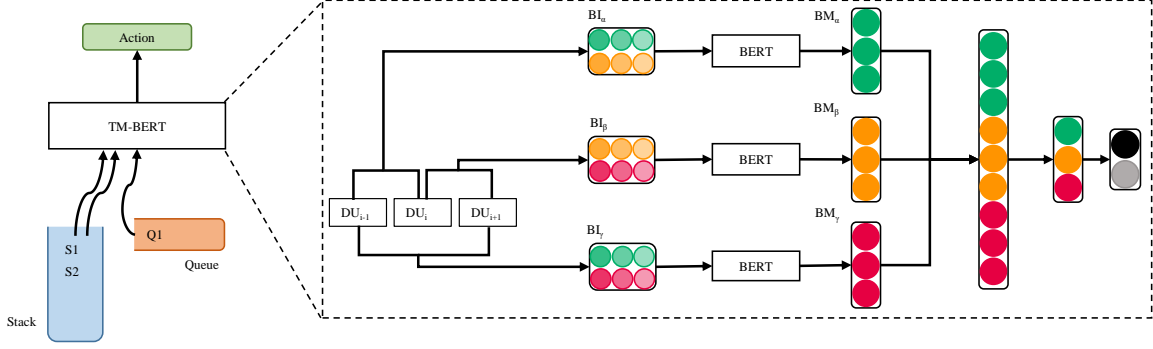 Action
TM-BERT
S1
S2
Q1
Queue
Stack
BIα
BERT
BMα
BIβ
BERT
BMβ
DUi-1
DUi
DUi+1
BIγ
BERT
BMγ